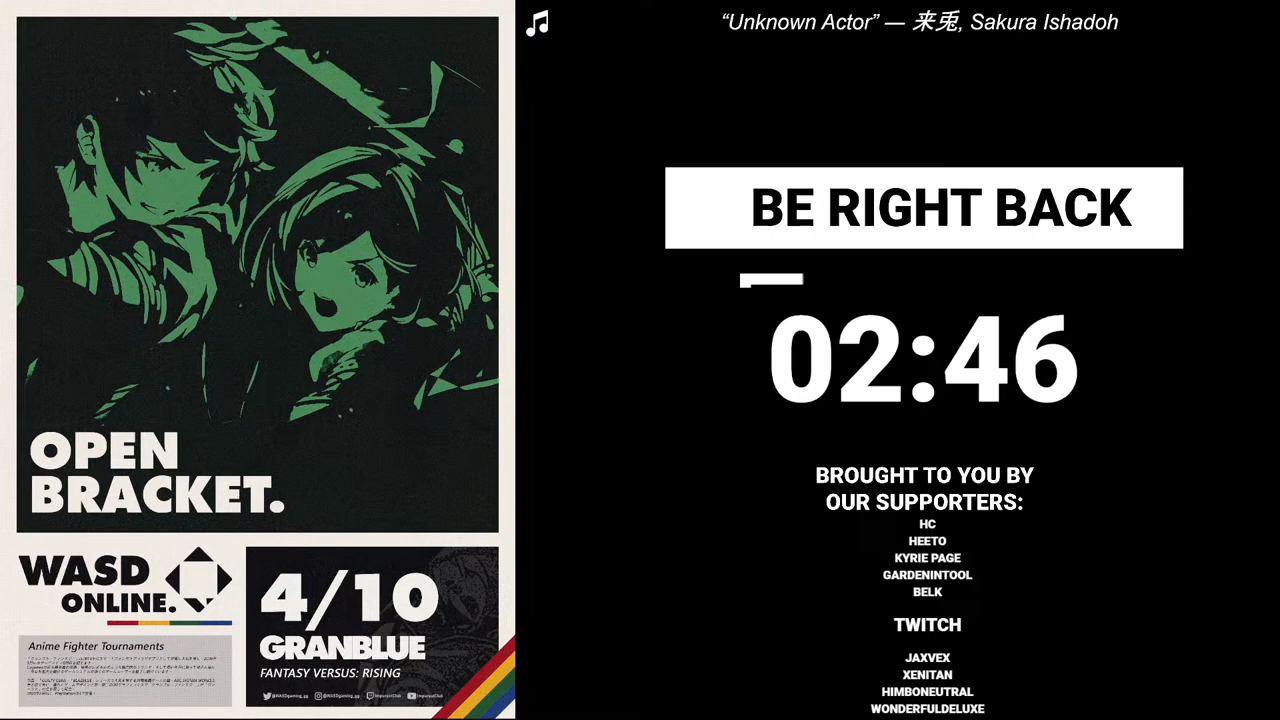 OPEN
BRACKET.
WASD
ONLINE.
Anime Fighter Tournaments
4/10
GRANBLUE
FANTASY VERSUS: RISING
@WASDgaming_pdx
“Unknown Actor” — 来兎, Sakura Ishadoh
BE RIGHT BACK
02:46
BROUGHT TO YOU BY
OUR SUPPORTERS:
HC
HEETO
KYRIE PAGE
GARDENINTOOL
BELK
TWITCH
JAXVEX
XENITAN
HIMBONEUTRAL
WONDERFULDELUXE